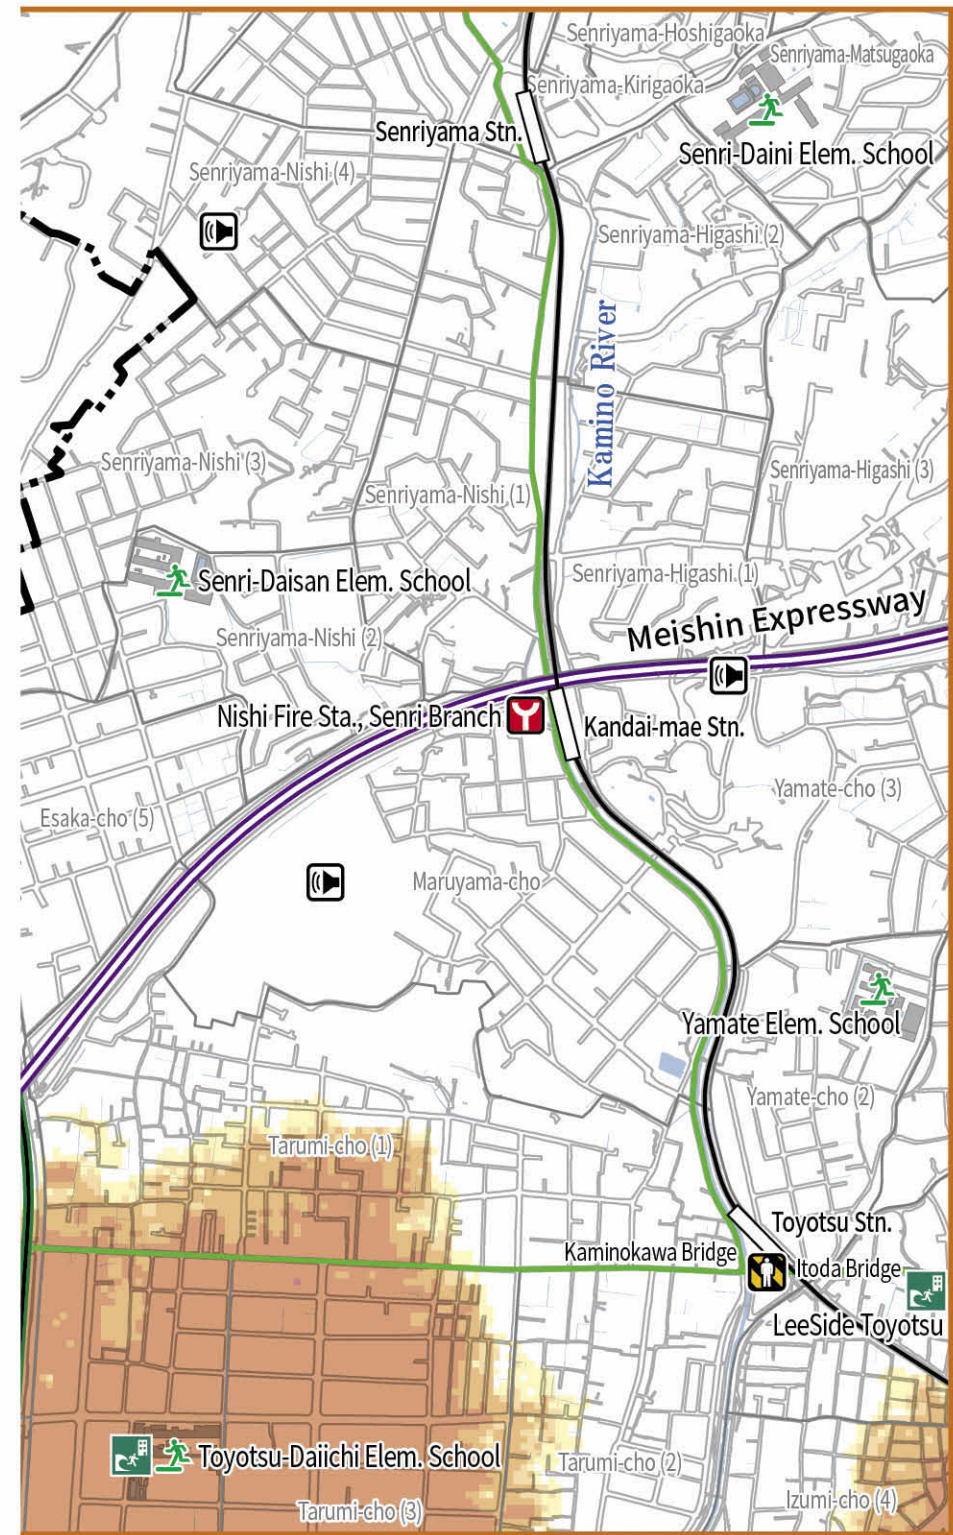 Senriyama-Hoshigaoka
Senriyama-Matsugaoka
Senriyama-Kirigaoka
Senriyama Stn.
Senri-Daini Elem. School
Senriyama-Nishi (4)
Senriyama-Higashi (2)
Kamino River
Senriyama-Nishi (3)
Senriyama-Higashi (3)
Senriyama-Nishi (1)
Senri-Daisan Elem. School
Senriyama-Higashi (1)
Meishin Expressway
Senriyama-Nishi (2)
Nishi Fire Sta., Senri Branch
Kandai-mae Stn.
Yamate-cho (3)
Esaka-cho (5)
Maruyama-cho
Yamate Elem. School
Yamate-cho (2)
Tarumi-cho (1)
Toyotsu Stn.
Kaminokawa Bridge
Itoda Bridge
LeeSide Toyotsu
Toyotsu-Daiichi Elem. School
Tarumi-cho (2)
Izumi-cho (4)
Tarumi-cho (3)